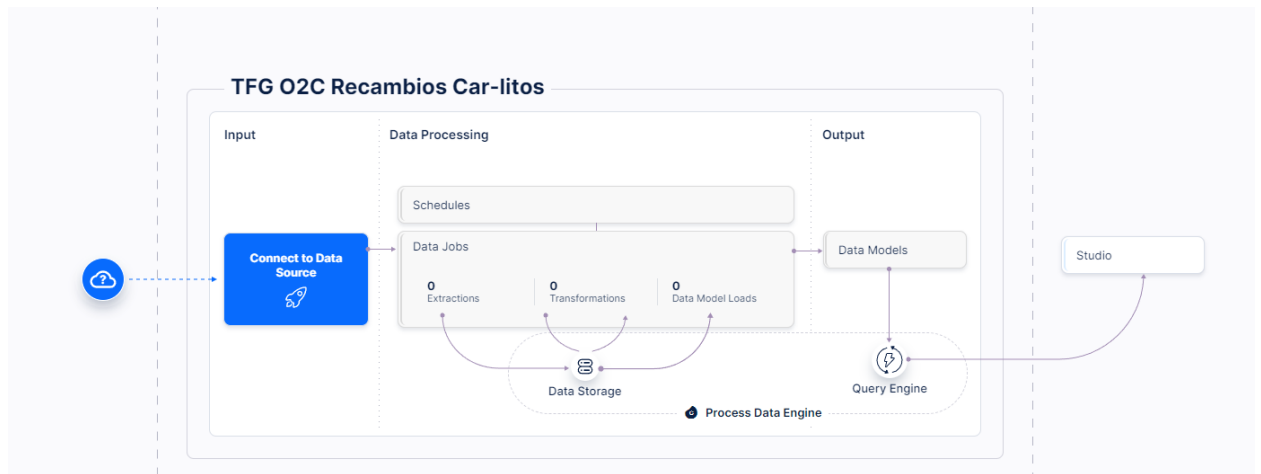 TFG O2C Recambios Car-litos
Input
Data Processing
Output
Schedules
Connect to Data
Source
Data Jobs
0
Extractions
0
Transformations
0
Data Model Loads
Data Models
Studio
?
Data Storage
Query Engine
Process Data Engine